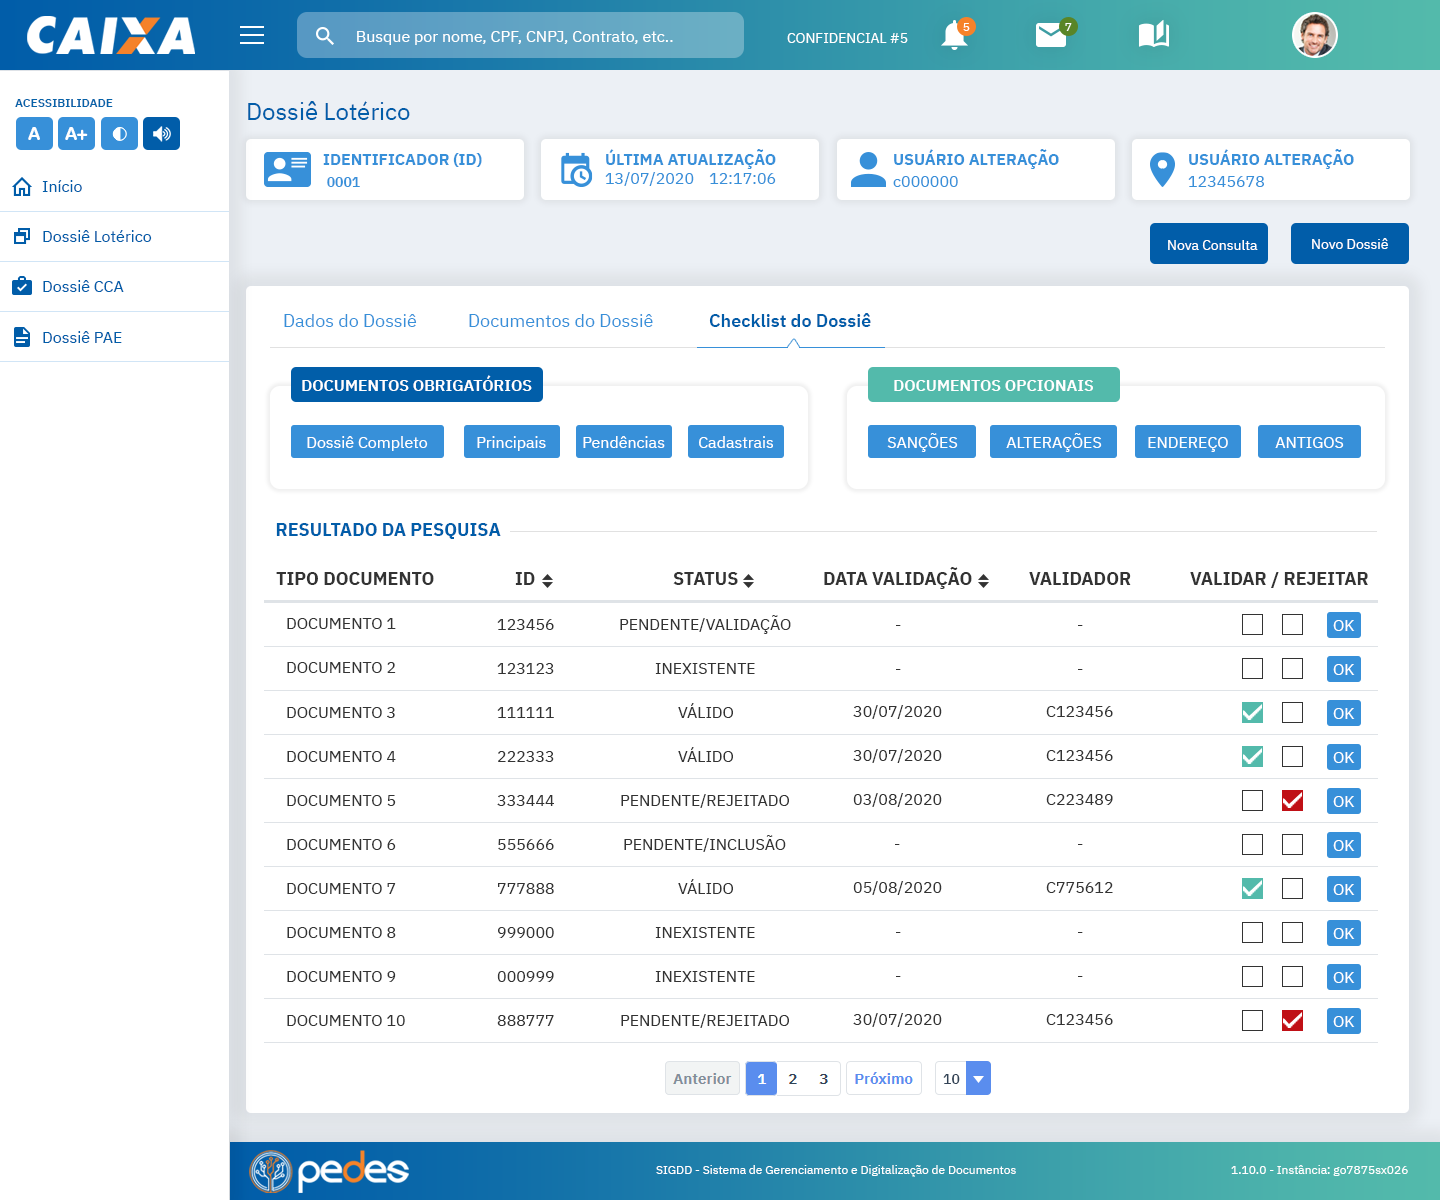 CAIXA
Busque por nome, CPF, CNPJ, Contrato, etc..
CONFIDENCIAL #5
5
7
ACESSIBILIDADE
A
A+
Início
Dossiê Lotérico
Dossiê CCA
Dossiê PAE
Dossiê Lotérico
IDENTIFICADOR (ID)
0001
ÚLTIMA ATUALIZAÇÃO
13/07/2020 12:17:06
USUÁRIO ALTERAÇÃO
c000000
USUÁRIO ALTERAÇÃO
12345678
Nova Consulta
Novo Dossiê
Dados do Dossiê
Documentos do Dossiê
Checklist do Dossiê
DOCUMENTOS OBRIGATÓRIOS
Dossiê Completo
Principais
Pendências
Cadastrais
DOCUMENTOS OPCIONAIS
SANÇÕES
ALTERAÇÕES
ENDEREÇO
ANTIGOS
RESULTADO DA PESQUISA
TIPO DOCUMENTO ID STATUS DATA VALIDAÇÃO VALIDADOR VALIDAR / REJEITAR
DOCUMENTO 1 123456 PENDENTE/VALIDAÇÃO - - OK
DOCUMENTO 2 123123 INEXISTENTE - - OK
DOCUMENTO 3 111111 VÁLIDO 30/07/2020 C123456 OK
DOCUMENTO 4 222333 VÁLIDO 30/07/2020 C123456 OK
DOCUMENTO 5 333444 PENDENTE/REJEITADO 03/08/2020 C223489 OK
DOCUMENTO 6 555666 PENDENTE/INCLUSÃO - - OK
DOCUMENTO 7 777888 VÁLIDO 05/08/2020 C775612 OK
DOCUMENTO 8 999000 INEXISTENTE - - OK
DOCUMENTO 9 000999 INEXISTENTE - - OK
DOCUMENTO 10 888777 PENDENTE/REJEITADO 30/07/2020 C123456 OK
Anterior 1 2 3 Próximo 10
pedes
SIGDD - Sistema de Gerenciamento e Digitalização de Documentos
1.10.0 - Instância: go7875sx026